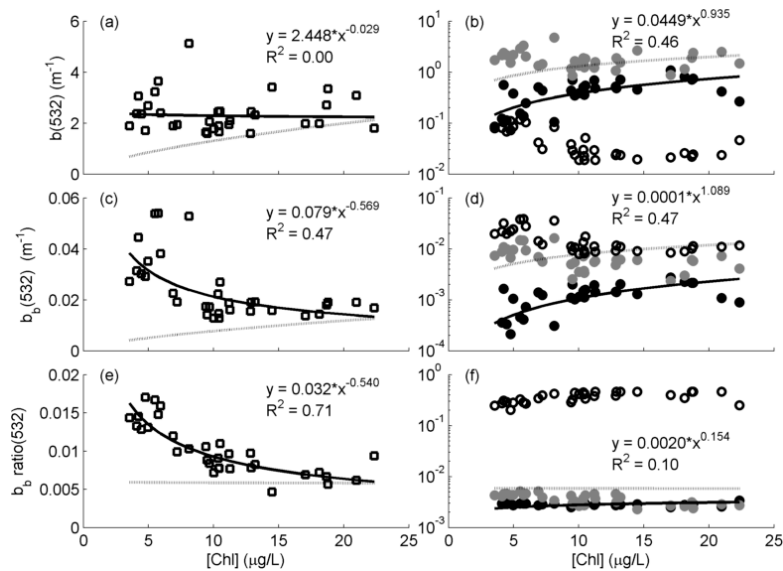 (a)
y = 2.448*x^-0.029
R² = 0.00
b(532) (m⁻¹)
6
4
2
0
(b)
y = 0.0449*x^0.935
R² = 0.46
10¹
10⁰
10⁻¹
10⁻²
(c)
y = 0.079*x^-0.569
R² = 0.47
b_b(532) (m⁻¹)
0.06
0.04
0.02
0
(d)
y = 0.0001*x^1.089
R² = 0.47
10⁻¹
10⁻²
10⁻³
10⁻⁴
(e)
y = 0.032*x^-0.540
R² = 0.71
b_b ratio(532)
0.02
0.015
0.01
0.005
0
(f)
y = 0.0020*x^0.154
R² = 0.10
10⁰
10⁻¹
10⁻²
10⁻³
0 5 10 15 20 25
[Chl] (μg/L)
0 5 10 15 20 25
[Chl] (μg/L)